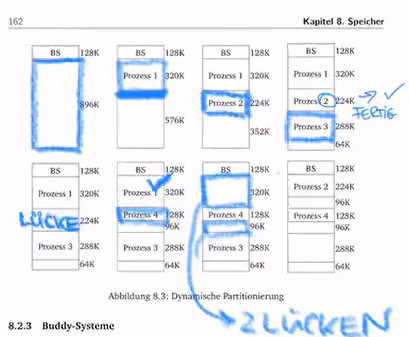 162 Kapitel 8. Speicher
BS 128K
896K
BS 128K
Prozess 1 320K
576K
BS 128K
Prozess 1 320K
Prozess 2 224K
352K
BS 128K
Prozess 1 320K
Prozess 2 224K
FERTIG
Prozess 3 288K
64K
BS 128K
Prozess 1 320K
LÜCKE 224K
Prozess 3 288K
64K
BS 128K
Prozess 1 320K
Prozess 4 128K
96K
Prozess 3 288K
64K
BS 128K
320K
Prozess 4 128K
96K
Prozess 3 288K
64K
BS 128K
Prozess 2 224K
96K
Prozess 4 128K
96K
288K
64K
Abbildung 8.3: Dynamische Partitionierung
2 LÜCKEN
8.2.3 Buddy-Systeme